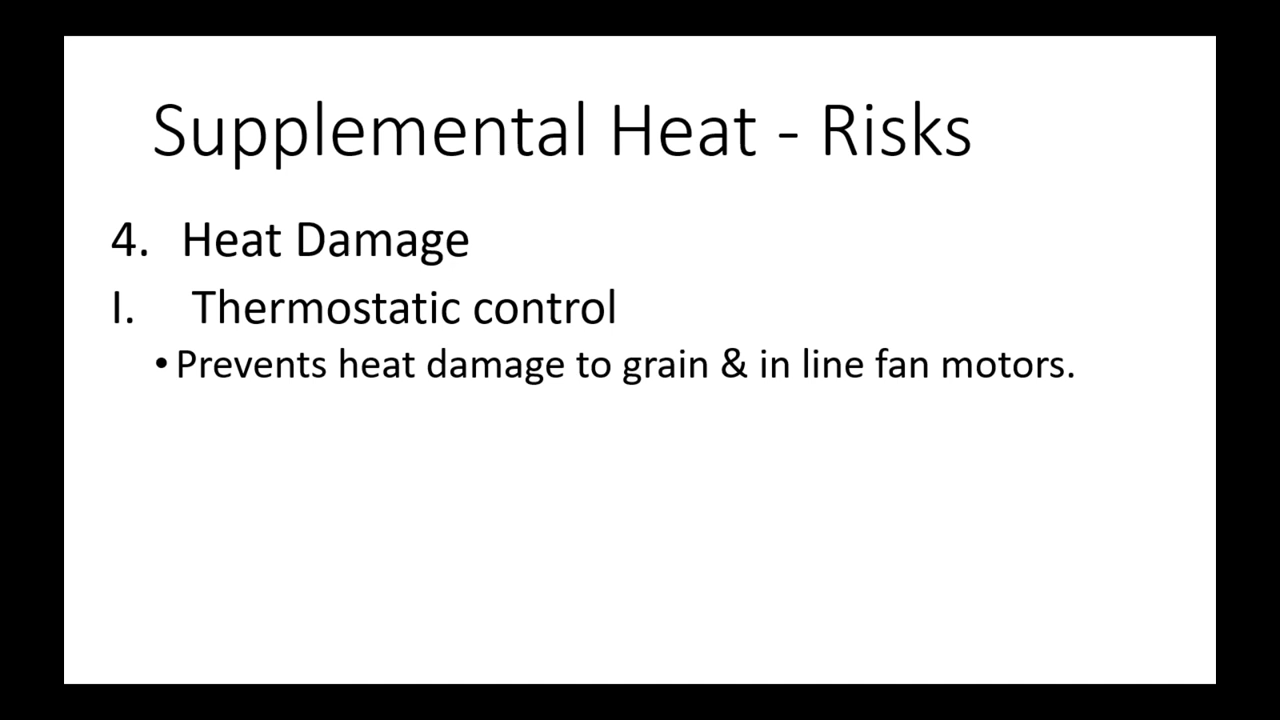 Supplemental Heat - Risks
4. Heat Damage
I. Thermostatic control
• Prevents heat damage to grain & in line fan motors.